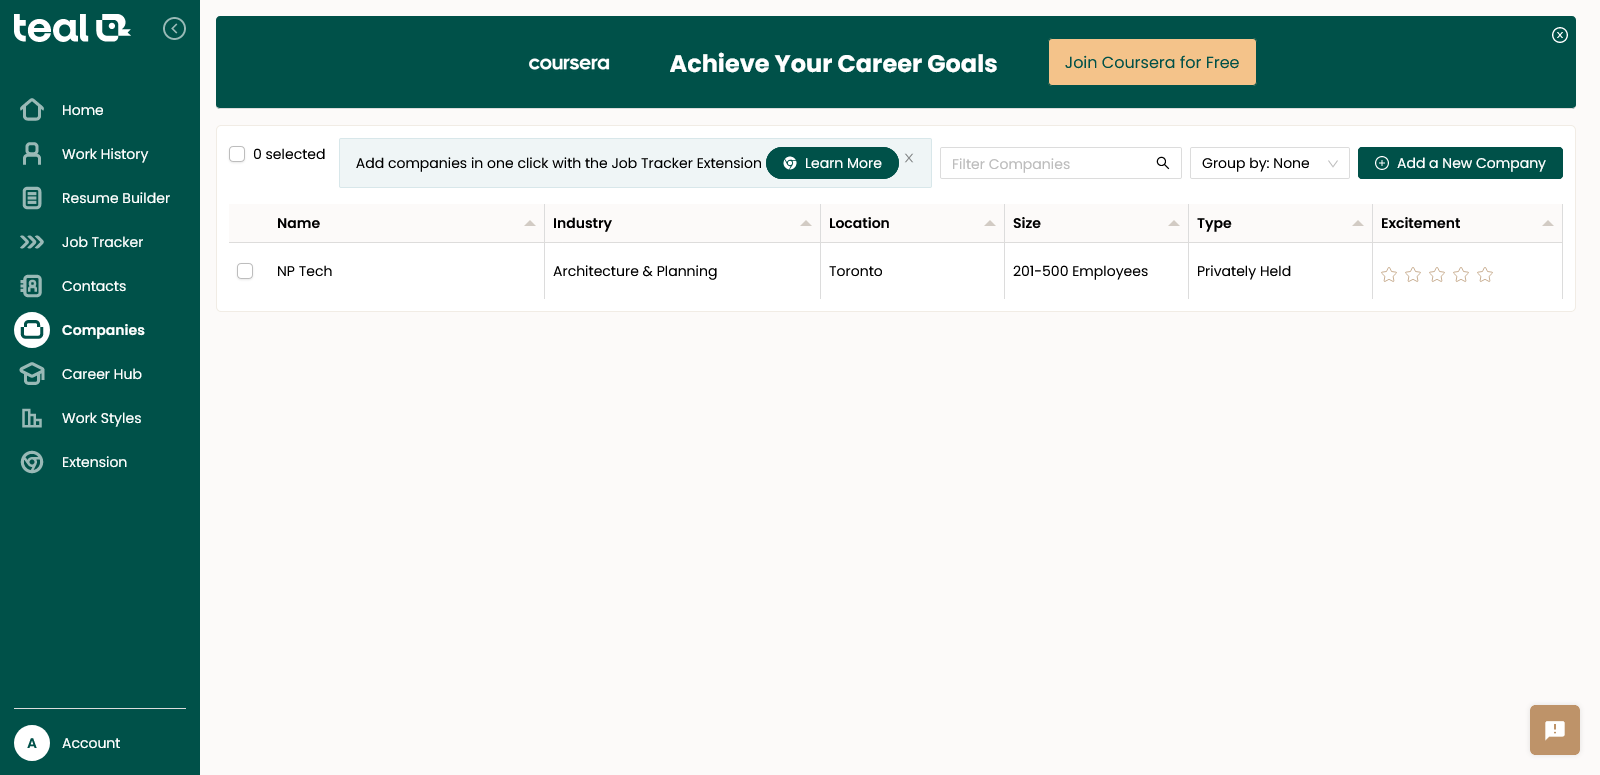 teal
Home
Work History
Resume Builder
Job Tracker
Contacts
Companies
Career Hub
Work Styles
Extension
A Account
coursera Achieve Your Career Goals Join Coursera for Free
0 selected Add companies in one click with the Job Tracker Extension Learn More X Filter Companies Group by: None Add a New Company
Name Industry Location Size Type Excitement
NP Tech Architecture & Planning Toronto 201-500 Employees Privately Held